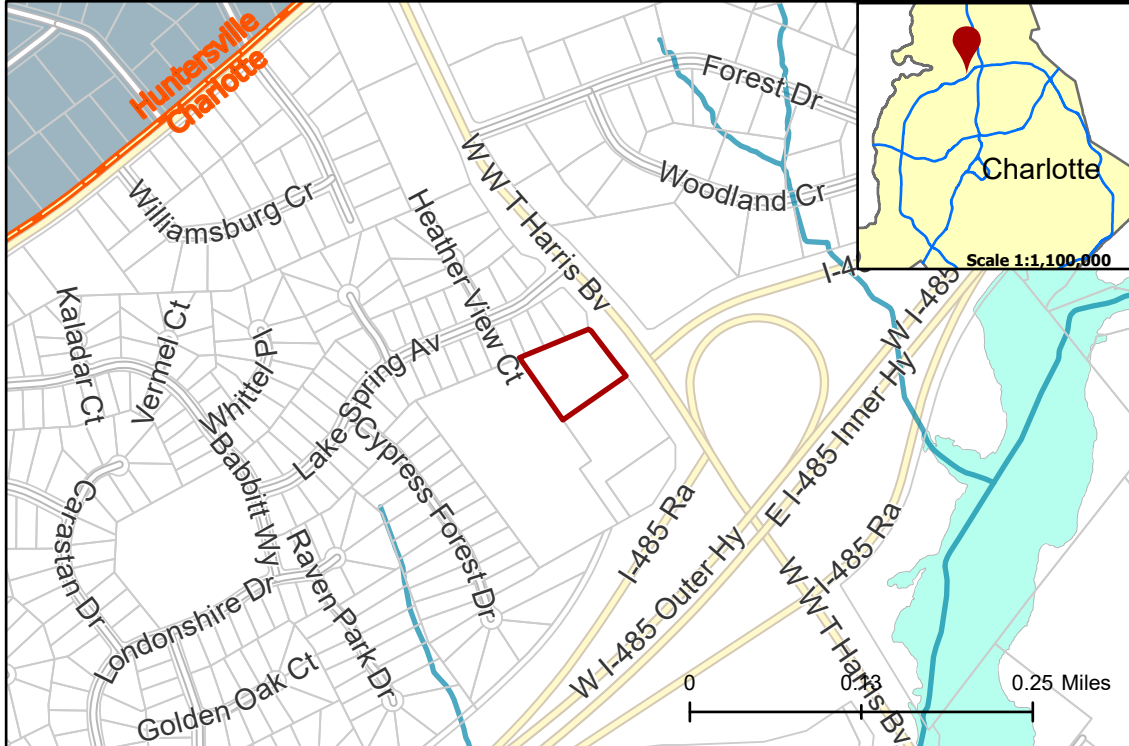 Huntersville
Charlotte
Forest Dr
Woodland Cr
W W T Harris Bv
Williamsburg Cr
Heather View Ct
Charlotte
Scale 1:1,100,000
W I-485
Kaladar Ct
Vermel Ct
Whittel Pl
Lake Spring Av
S Cypress Forest Dr
Babbitt Wy
E I-485 Inner Hy
Carastan Dr
Raven Park Dr
I-485 Ra
I-485 Ra
W I-485 Outer Hy
W W T Harris Bv
Londonshire Dr
Golden Oak Ct
0
0.13
0.25 Miles